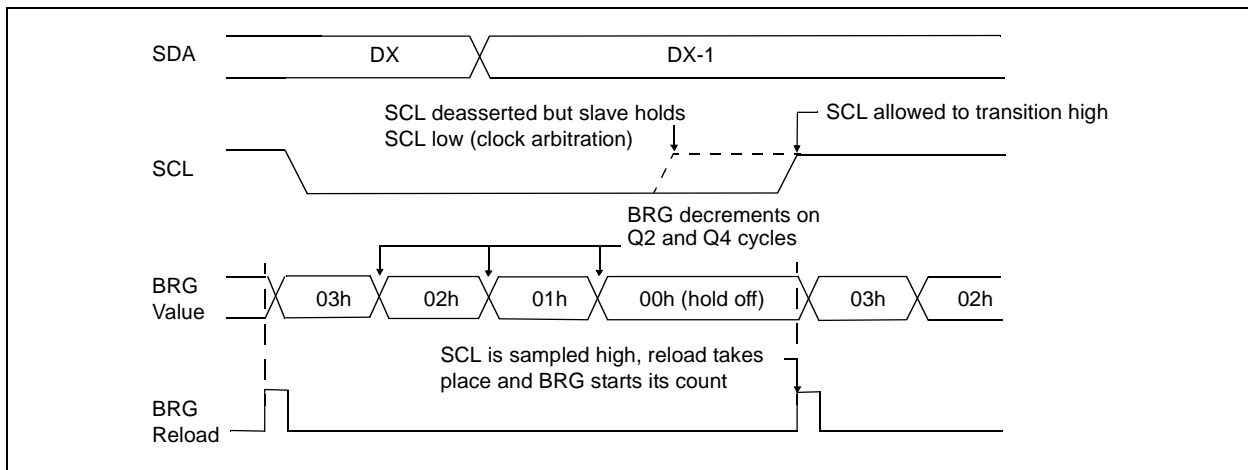 SDA
DX
DX-1
SCL deasserted but slave holds
SCL low (clock arbitration)
SCL allowed to transition high
SCL
BRG decrements on
Q2 and Q4 cycles
BRG
Value
03h
02h
01h
00h (hold off)
03h
02h
SCL is sampled high, reload takes
place and BRG starts its count
BRG
Reload